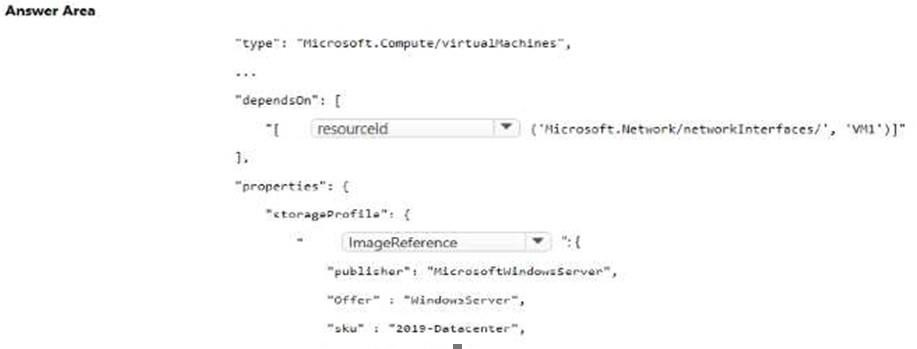 Answer Area
"type": "Microsoft.Compute/virtualMachines",
...
"dependsOn": [
"[ resourceId ('Microsoft.Network/networkInterfaces/', 'VM1')]"
],
"properties": {
"storageProfile": {
" ImageReference ":{
"publisher": "MicrosoftWindowsServer",
"Offer" : "WindowsServer",
"sku" : "2019-Datacenter",